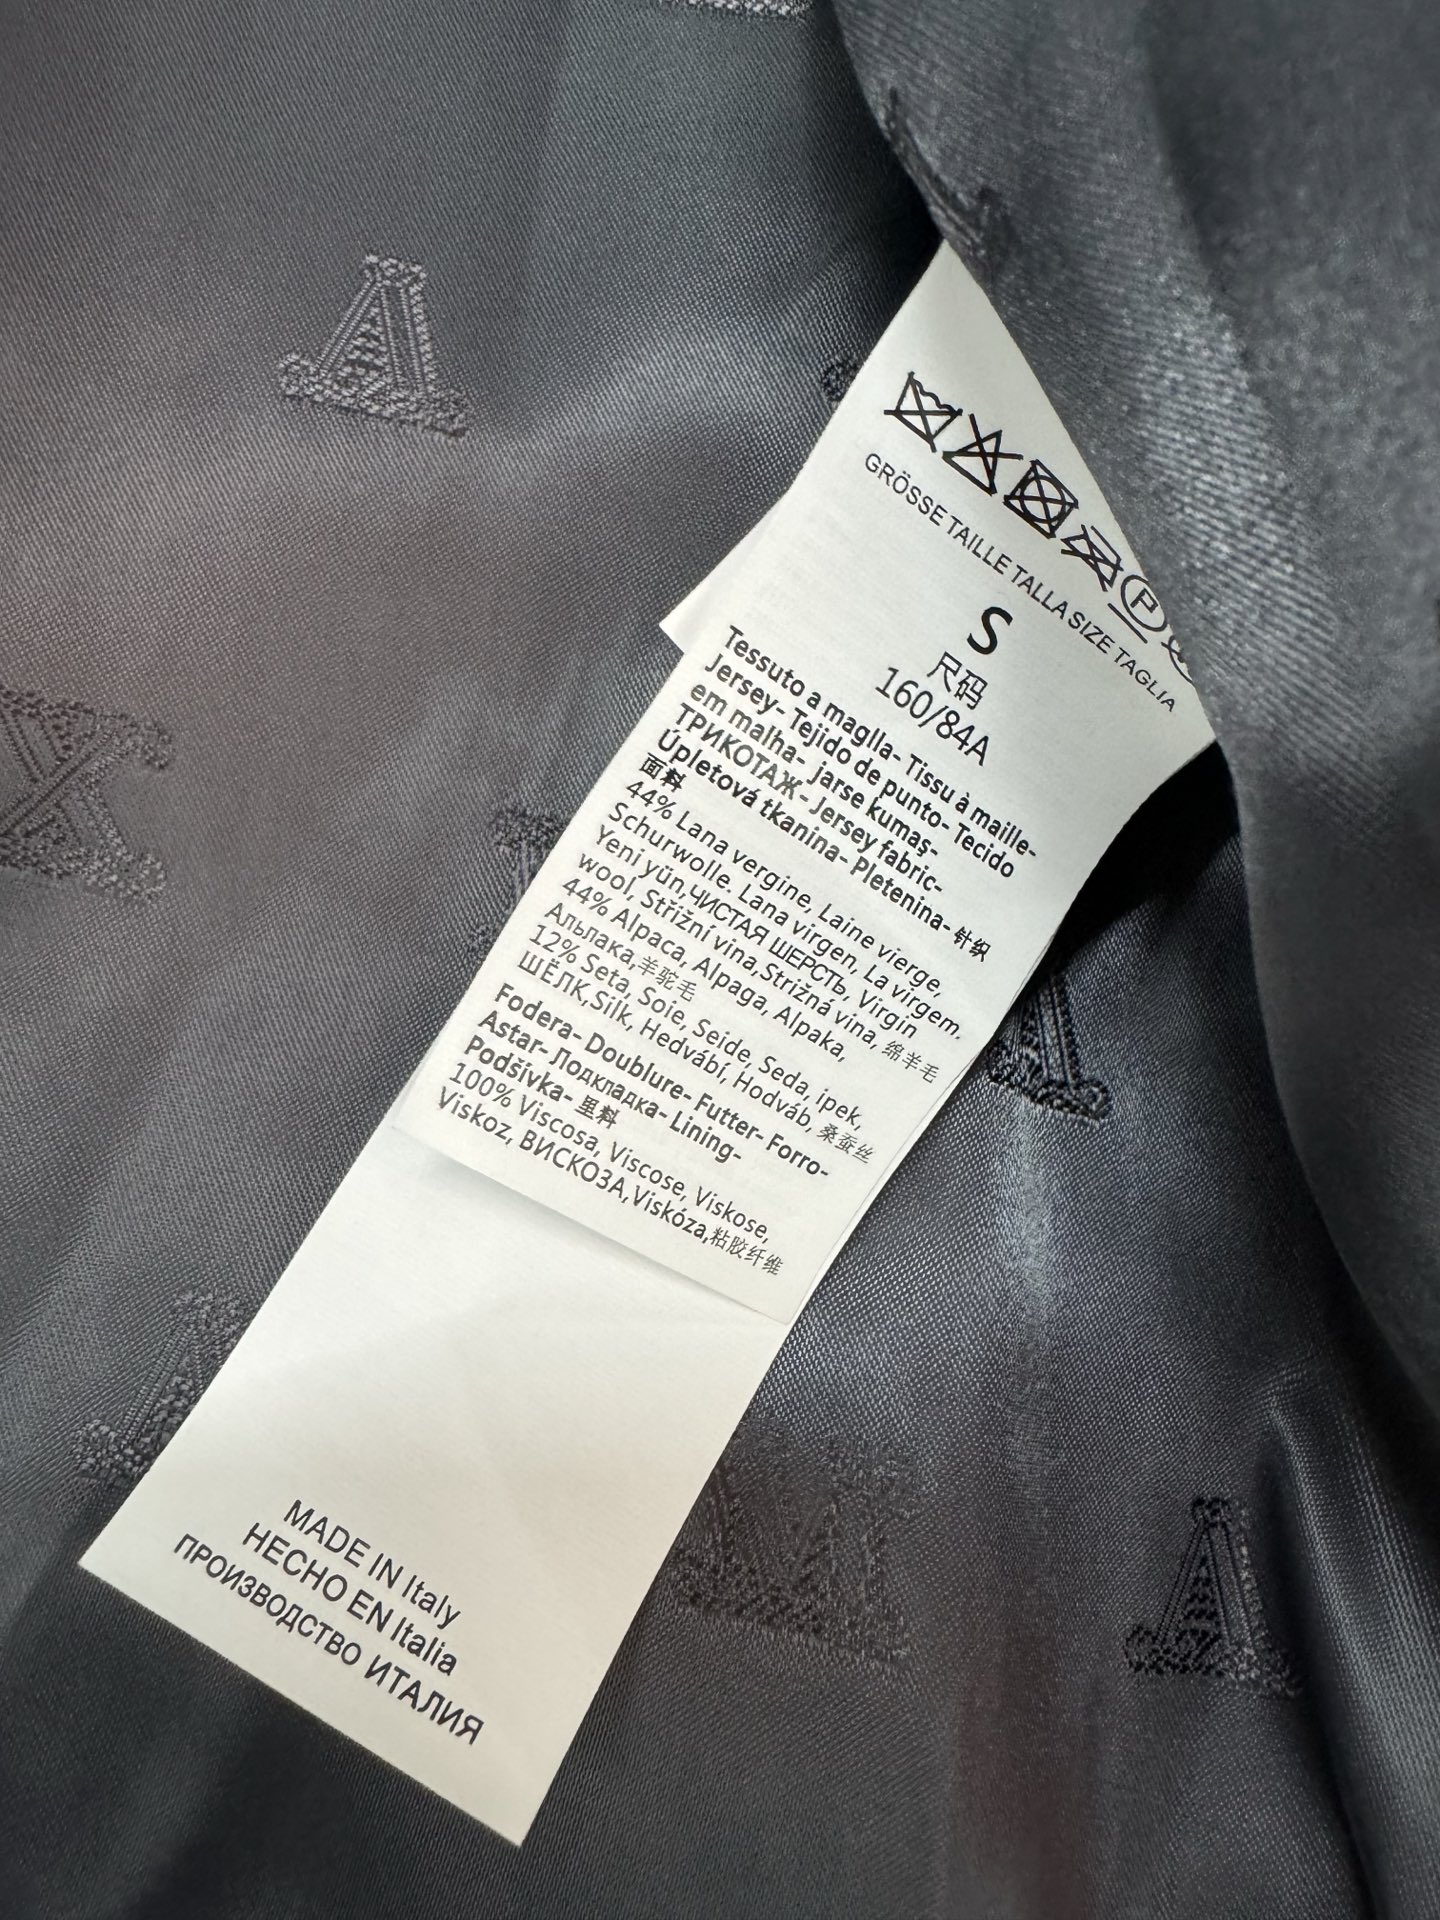 GRÖSSE TAILLE TALLA SIZE TAGLIA
S
尺码
160/84A
Tessuto a maglla- Tissu à maille-
Jersey- Tejido de punto- Tecido
em malha- jarse kumaş-
ТРИКОТАЖ- Jersey fabric-
Úpletová tkanina- Pletenina- 针织
面料
44% Lana vergine, Laine vierge,
Schurwolle. Lana virgen, La virgem.
Yeni yün,ЧИСТАЯ ШЕРСТЬ, Virgin
wool, Střižní vina,Strižná vina, 绵羊毛
44% Alpaca, Alpaga, Alpaka,
Альпака,羊驼毛
12% Seta, Soie, Seide, Seda, ipek,
ШЁЛК,Silk, Hedvábí, Hodváb, 桑蚕丝
Fodera- Doublure- Futter- Forro-
Astar- Подкладка- Lining-
Podšívka- 里料
100% Viscosa, Viscose, Viskose,
Viskoz, ВИСКОЗА,Viskóza,粘胶纤维
MADE IN Italy
HECHO EN Italia
ПРОИЗВОДСТВО ИТАЛИЯ